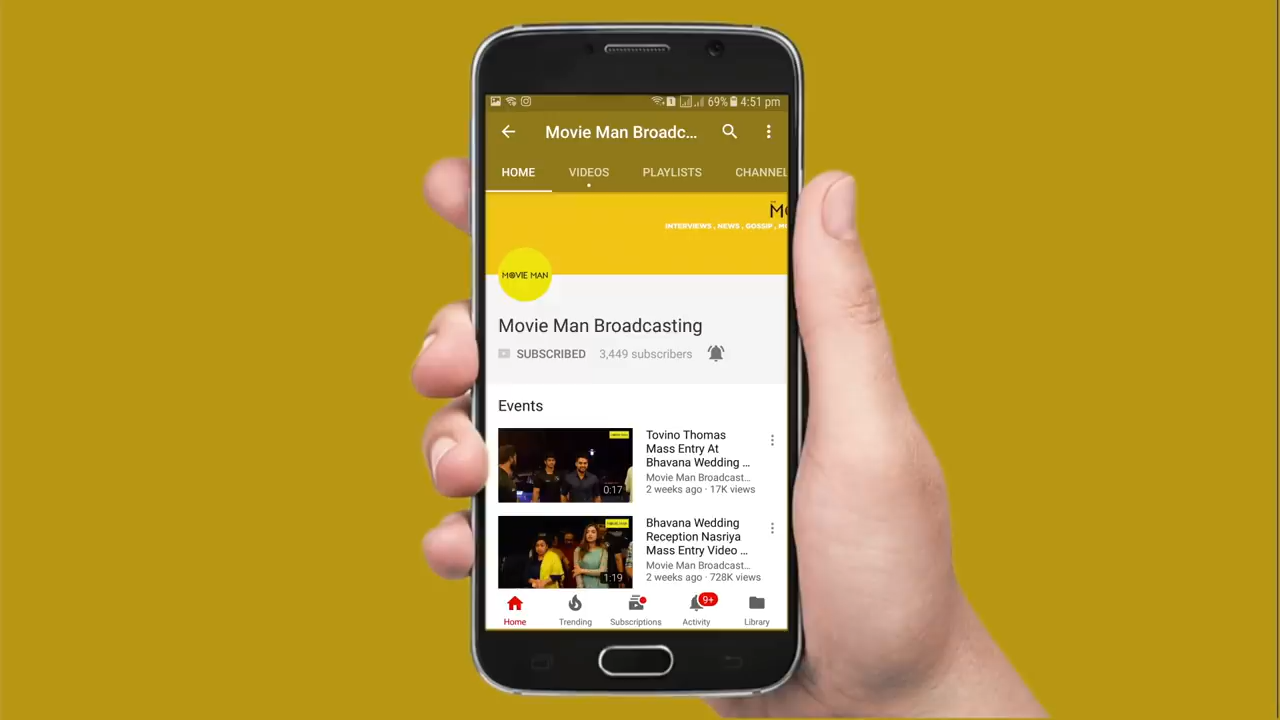 69% 4:51 pm
Movie Man Broadc...
HOME VIDEOS PLAYLISTS CHANNEL
INTERVIEWS , NEWS , GOSSIP , M
MOVIE MAN
Movie Man Broadcasting
SUBSCRIBED 3,449 subscribers
Events
Tovino Thomas
Mass Entry At
Bhavana Wedding ...
Movie Man Broadcast...
2 weeks ago · 17K views
0:17
Bhavana Wedding
Reception Nasriya
Mass Entry Video ...
Movie Man Broadcast...
2 weeks ago · 728K views
1:19
9+
Home Trending Subscriptions Activity Library